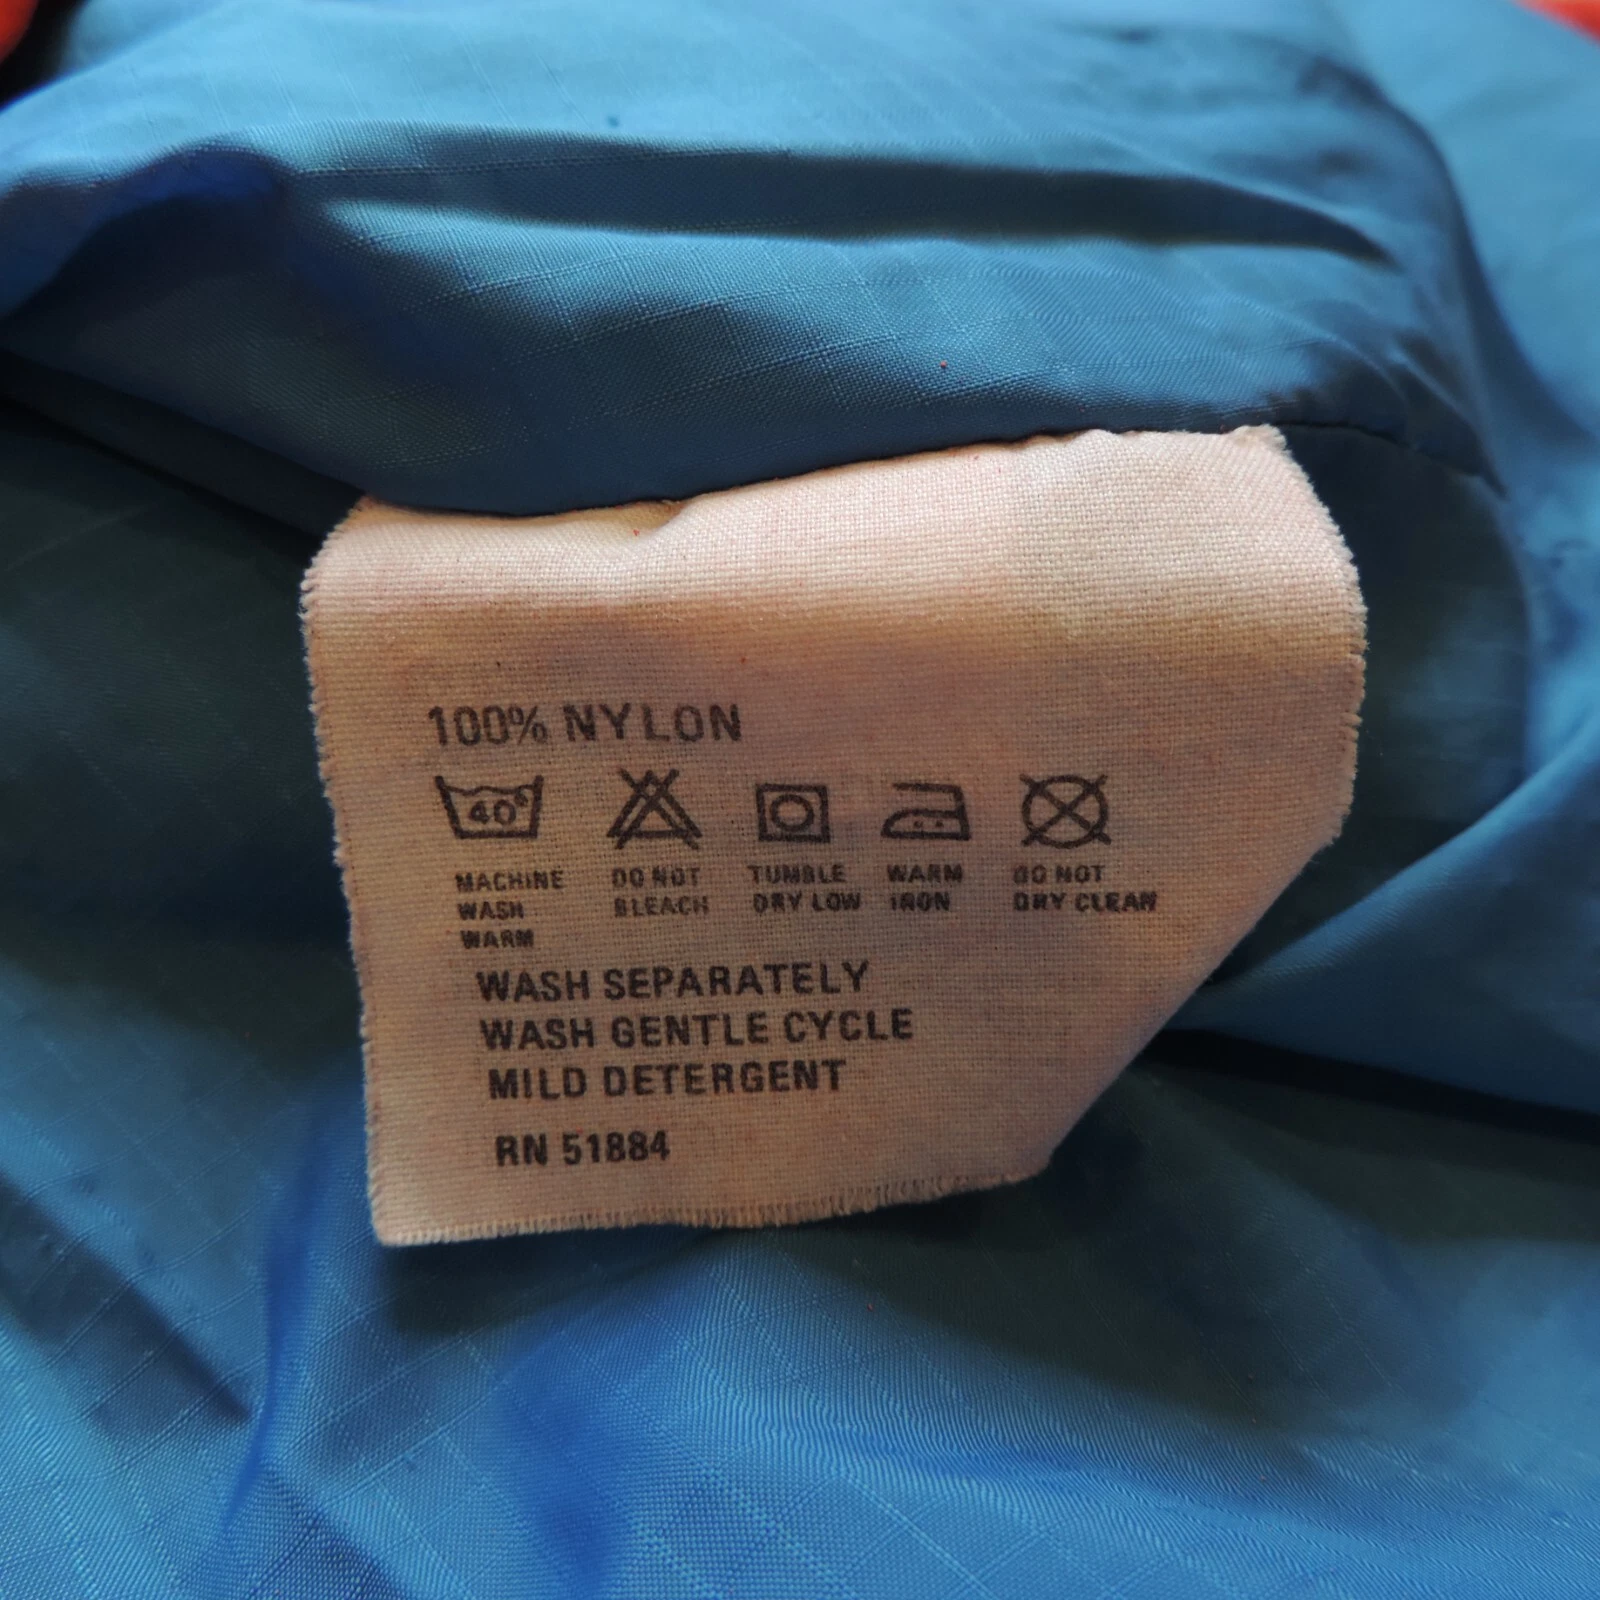 100% NYLON
40°
MACHINE WASH WARM
DO NOT BLEACH
TUMBLE DRY LOW
WARM IRON
DO NOT DRY CLEAN
WASH SEPARATELY
WASH GENTLE CYCLE
MILD DETERGENT
RN 51884